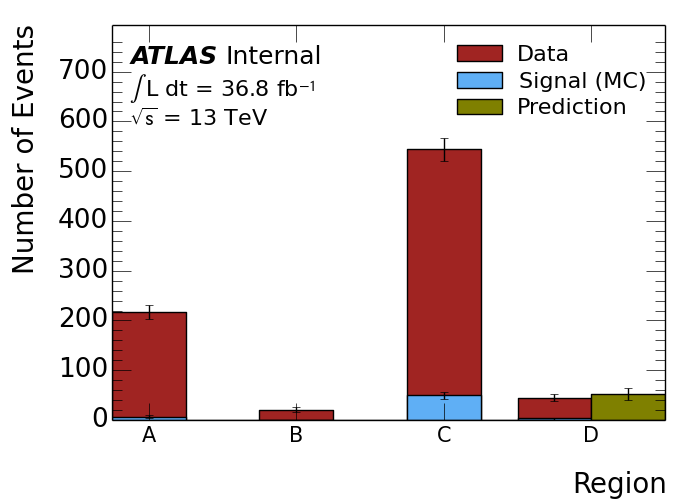 ATLAS Internal
∫L dt = 36.8 fb⁻¹
√s = 13 TeV
Data
Signal (MC)
Prediction
Number of Events
700
600
500
400
300
200
100
0
A B C D
Region